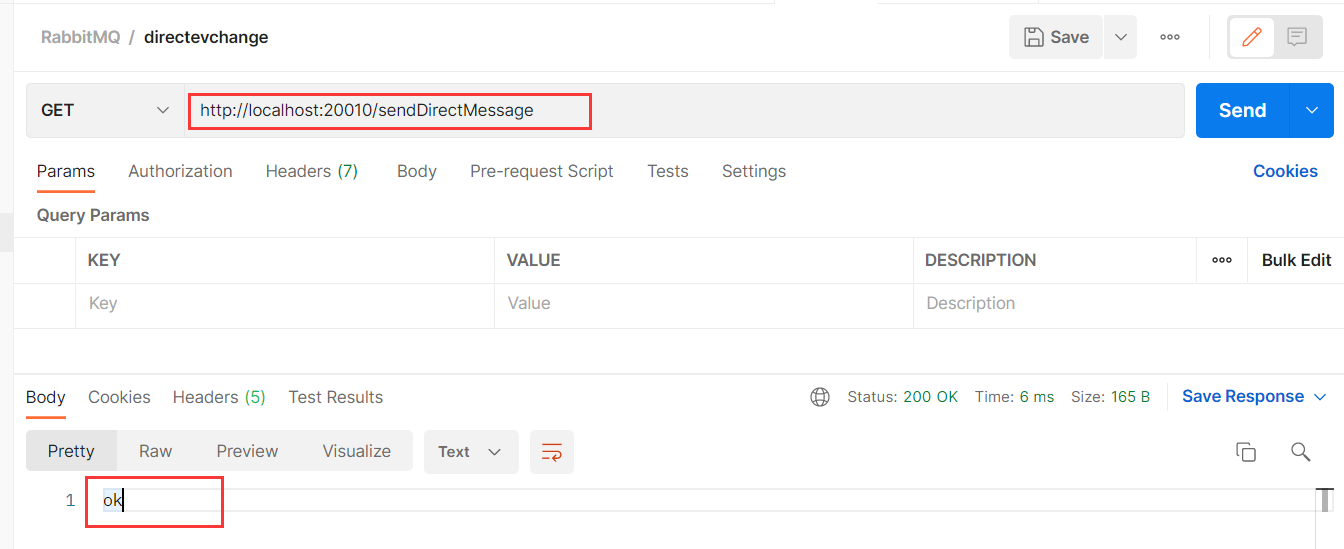 RabbitMQ / directevchange
Save
GET
http://localhost:20010/sendDirectMessage
Send
Params Authorization Headers (7) Body Pre-request Script Tests Settings Cookies
Query Params
KEY VALUE DESCRIPTION Bulk Edit
Key Value Description
Body Cookies Headers (5) Test Results Status: 200 OK Time: 6 ms Size: 165 B Save Response
Pretty Raw Preview Visualize Text
1 ok